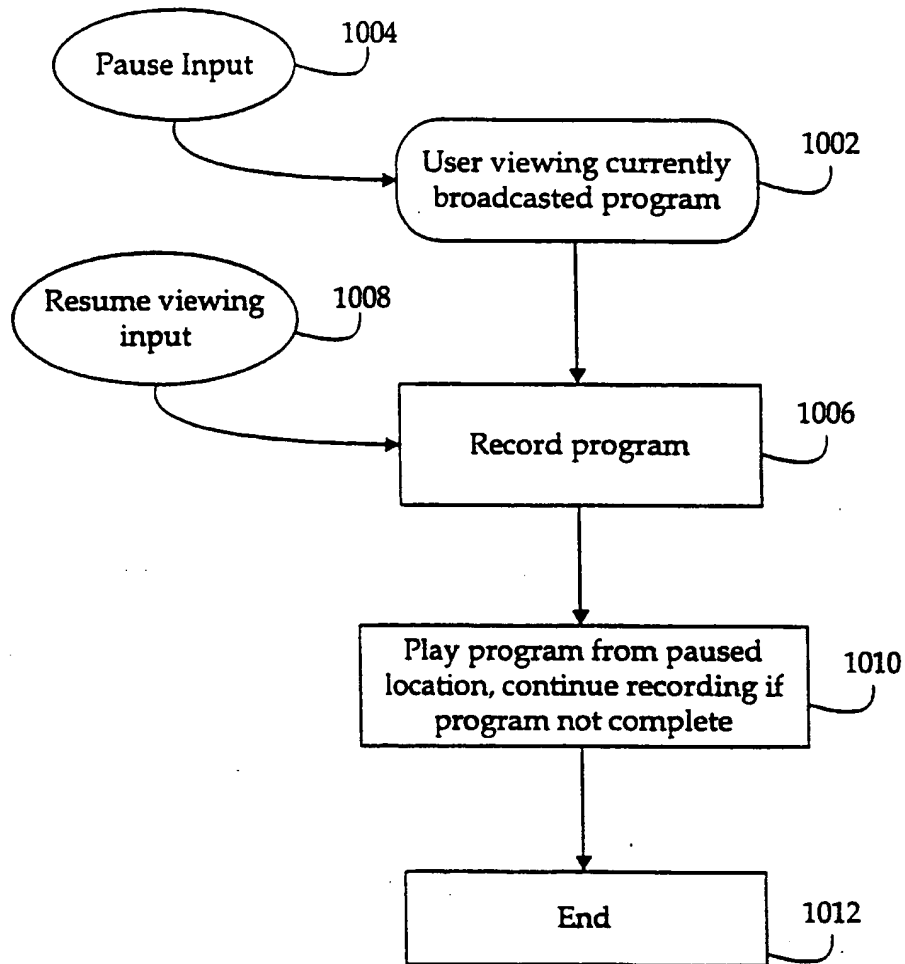 1004
Pause Input
1002
User viewing currently
broadcasted program
1008
Resume viewing
input
1006
Record program
1010
Play program from paused
location, continue recording if
program not complete
1012
End